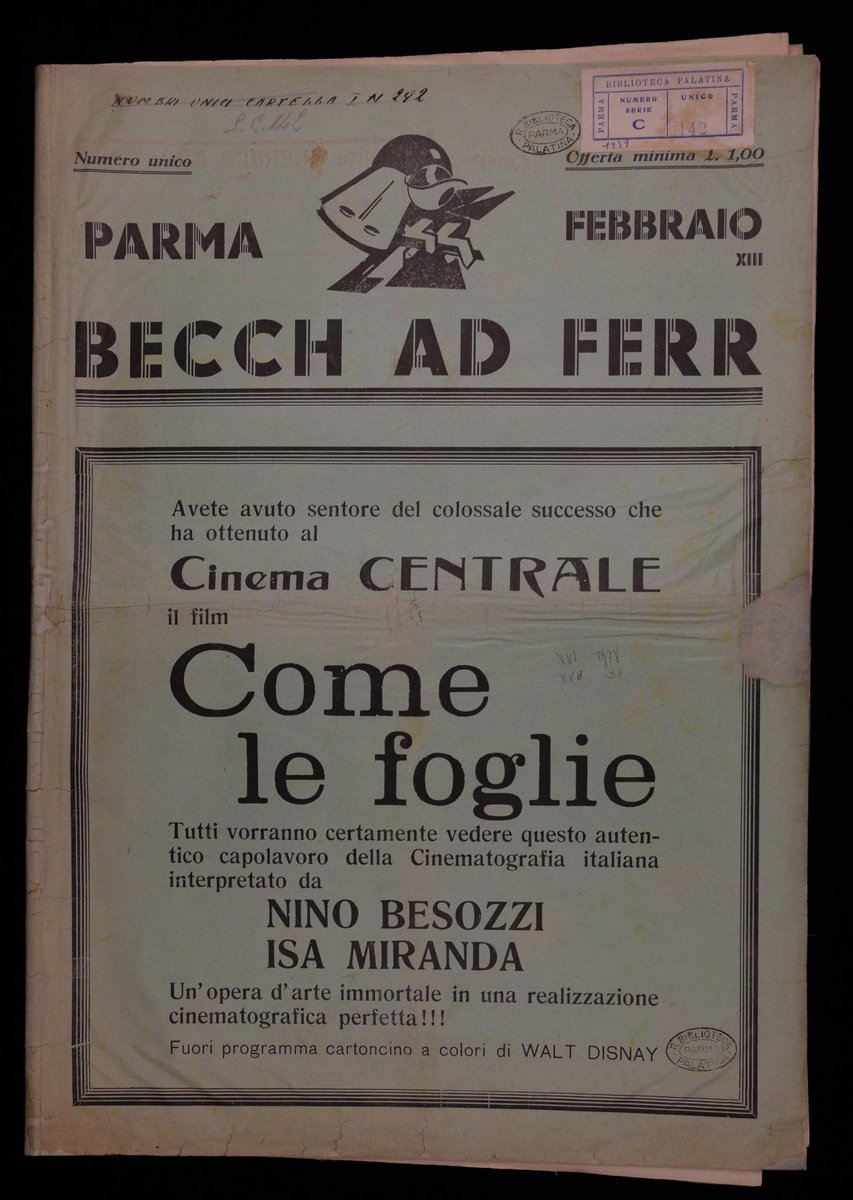 NUMERI UNICI CARTELLA I N 242
BIBLIOTECA PALATINA
PARMA
NUMERO
SERIE
C
UNICO
142
PARMA
R. BIBLIOTECA
PARMA
PALATINA
1939
Numero unico
Offerta minima L. 1,00
PARMA
FEBBRAIO
XIII
BECCH AD FERR
Avete avuto sentore del colossale successo che
ha ottenuto al
Cinema CENTRALE
il film
Come
le foglie
Tutti vorranno certamente vedere questo auten-
tico capolavoro della Cinematografia italiana
interpretato da
NINO BESOZZI
ISA MIRANDA
Un'opera d'arte immortale in una realizzazione
cinematografica perfetta!!!
Fuori programma cartoncino a colori di WALT DISNAY
R. BIBLIOTECA
PARMA
PALATINA